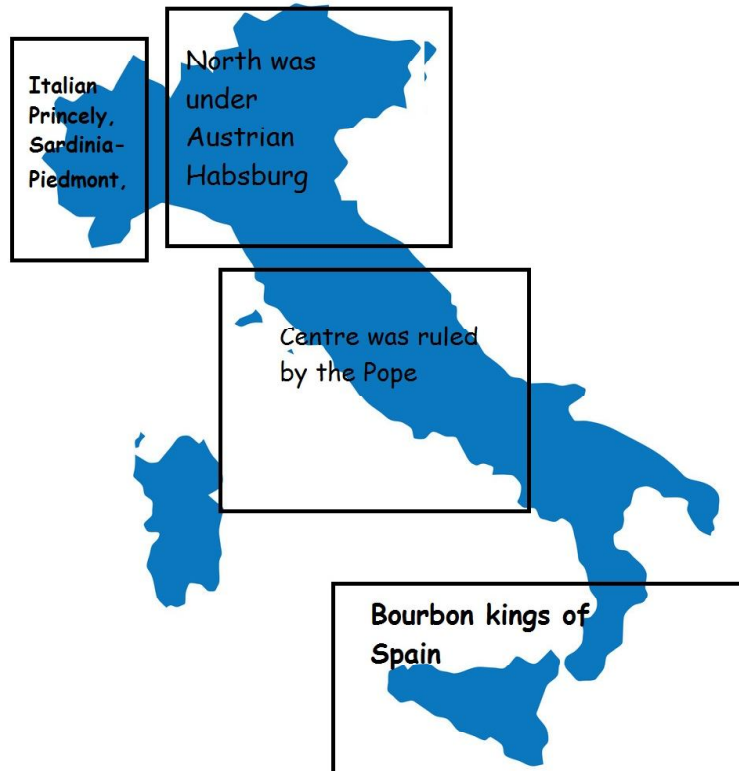 Italian
Princely,
Sardinia-
Piedmont,
North was
under
Austrian
Habsburg
Centre was ruled
by the Pope
Bourbon kings of
Spain